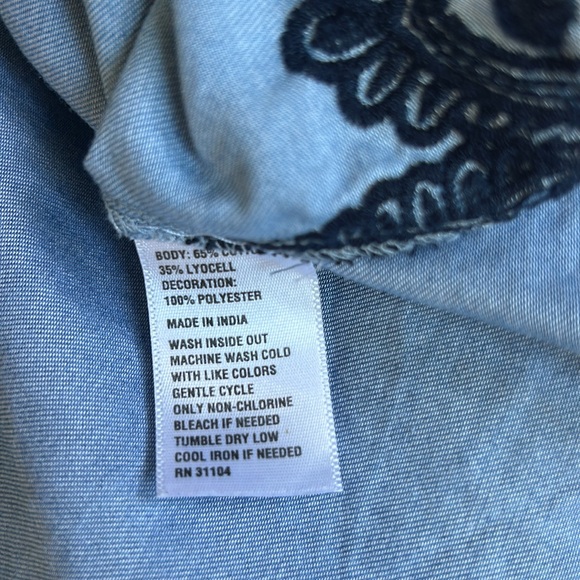 BODY: 65%
35% LYOCELL
DECORATION:
100% POLYESTER
MADE IN INDIA
WASH INSIDE OUT
MACHINE WASH COLD
WITH LIKE COLORS
GENTLE CYCLE
ONLY NON-CHLORINE
BLEACH IF NEEDED
TUMBLE DRY LOW
COOL IRON IF NEEDED
RN 31104